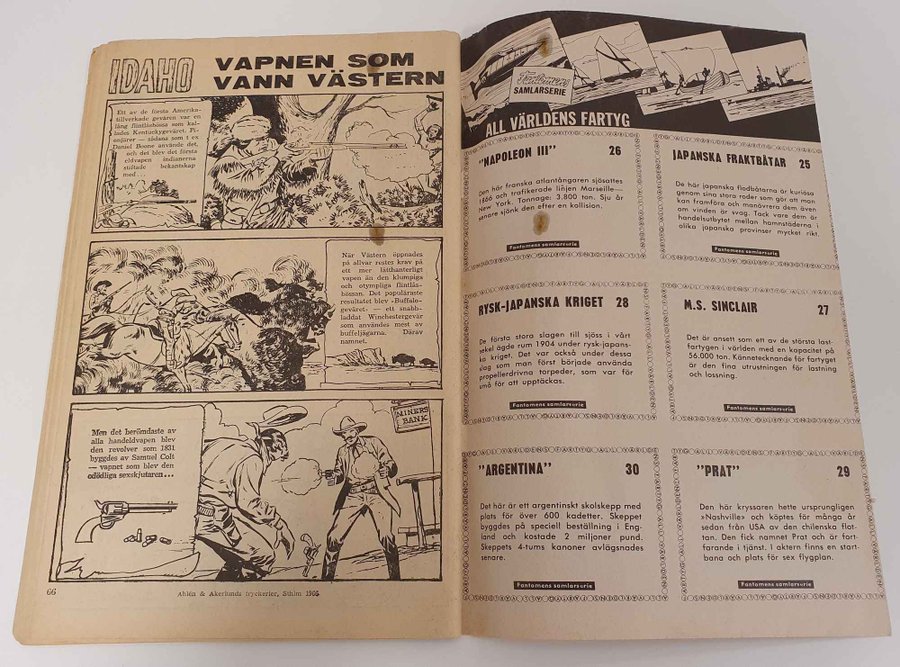 IDAHO
VAPNEN SOM
VANN VÄSTERN
Ett av de första Amerika-
tillverkade gevären var en
lång flintlåsbössa som kal-
lades Kentuckygeväret. Pi-
onjärer — sådana som t ex
Daniel Boone använde det,
och det blev det första
eldvapen indianerna
stiftade bekantskap
med...
När Västern öppnades
på allvar restes krav på
ett mer lätthanterligt
vapen än den klumpiga
och otympliga flintlås-
bössan. Det populäraste
resultatet blev »Buffalo-
geväret« — ett snabb-
laddat Winchestergevär
som användes mest av
buffeljägarna. Därav
namnet.
Men det berömdaste av
alla handeldvapen blev
den revolver som 1831
byggdes av Samuel Colt
— vapnet som blev den
odödliga sexskjutaren...
MINERS
BANK
66
Åhlén & Åkerlunds tryckerier, Sthlm 1965
Fantomens
SAMLARSERIE
ALL VÄRLDENS FARTYG
"NAPOLEON III" 26
Den här franska atlantångaren sjösattes
1866 och trafikerade linjen Marseille—
New York. Tonnage: 3.800 ton. Sju år
senare sjönk den efter en kollision.
Fantomens samlarserie
JAPANSKA FRAKTBÅTAR 25
De här japanska flodbåtarna är kuriösa
genom sina stora roder som gör att man
kan framföra och manövrera dem även
om vinden är svag. Tack vare dem är
handelsutbytet mellan hamnstäderna i
olika japanska provinser mycket rikt.
Fantomens samlarserie
RYSK-JAPANSKA KRIGET 28
De första stora slagen till sjöss i vårt
sekel ägde rum 1904 under rysk-japans-
ka kriget. Det var också under dessa
slag som man först började använda
propellerdrivna torpeder, som var för
små för att upptäckas.
Fantomens samlarserie
M.S. SINCLAIR 27
Det är ansett som ett av de största last-
fartygen i världen med en kapacitet på
56.000 ton. Kännetecknande för fartyget
är den fina utrustningen för lastning
och lossning.
Fantomens samlarserie
"ARGENTINA" 30
Det här är ett argentinskt skolskepp med
plats för över 600 kadetter. Skeppet
byggdes på speciell beställning i Eng-
land och kostade 2 miljoner pund.
Skeppets 4-tums kanoner avlägsnades
senare.
Fantomens samlarserie
"PRAT" 29
Den här kryssaren hette ursprungligen
»Nashville» och köptes för många år
sedan från USA av den chilenska flot-
tan. Den fick namnet Prat och är fort-
farande i tjänst. I aktern finns en start-
bana och plats för sex flygplan.
Fantomens samlarserie